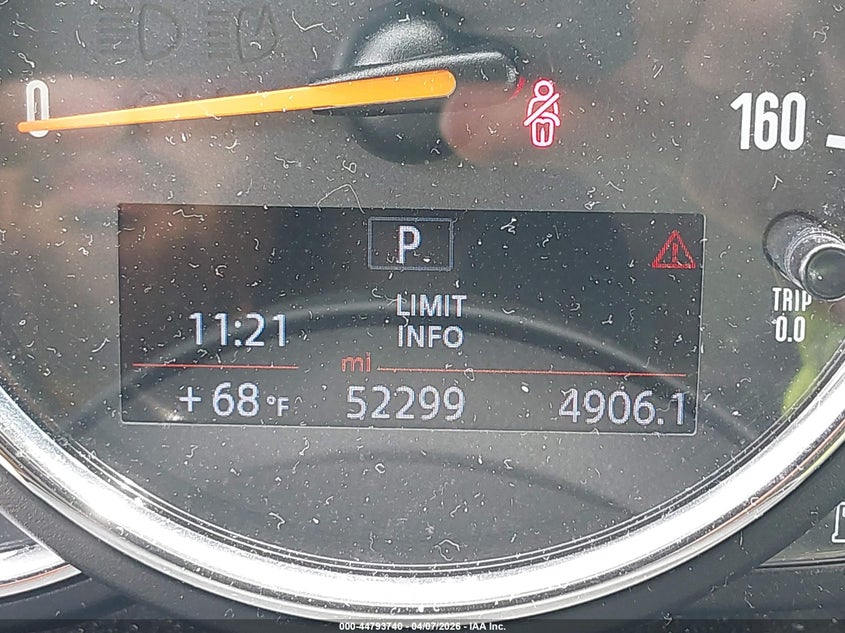 0
160
P
LIMIT
INFO
11:21
TRIP
0.0
mi
+68 °F
52299
4906.1
000-44793740 - 04/07/2026 - IAA Inc.